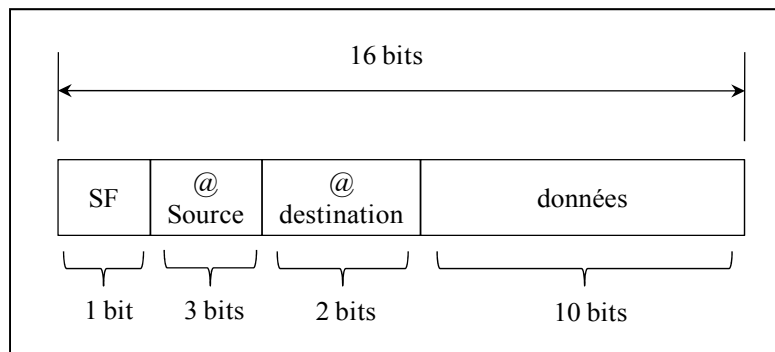 16 bits
SF
@
Source
@
destination
données
1 bit
3 bits
2 bits
10 bits